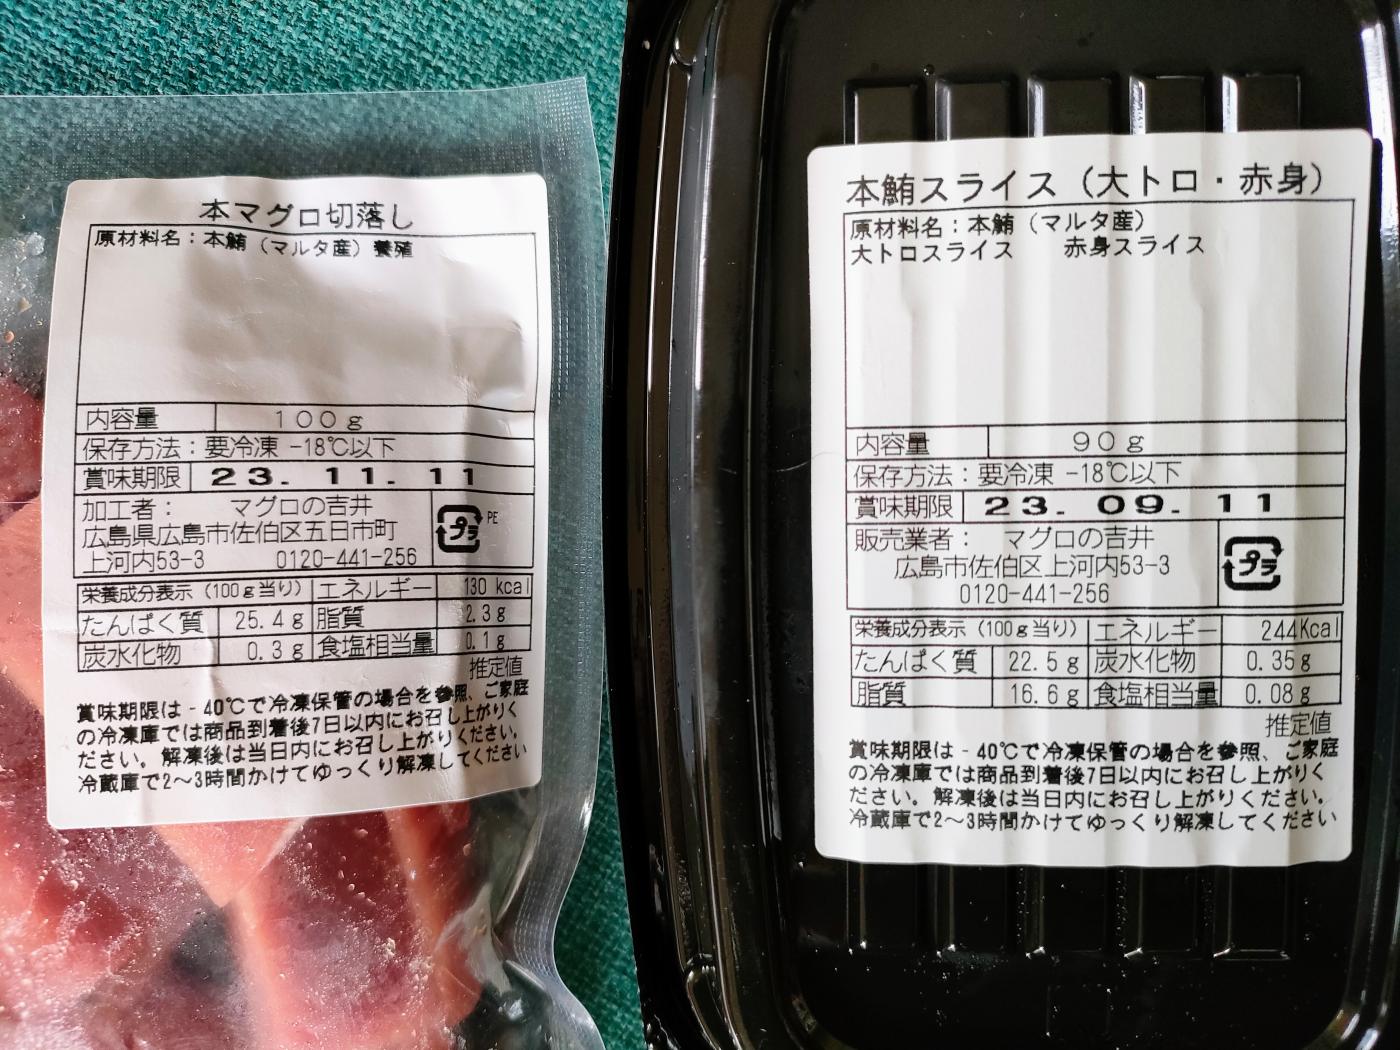 本マグロ切落し
原材料名：本鮪（マルタ産）養殖
内容量 100g
保存方法：要冷凍 -18℃以下
賞味期限 23. 11. 11
加工者： マグロの吉井
広島県広島市佐伯区五日市町
上河内53-3 0120-441-256
プラ PE
栄養成分表示（100g当り） エネルギー 130 kcal
たんぱく質 25.4g 脂質 2.3g
炭水化物 0.3g 食塩相当量 0.1g
推定値
賞味期限は-40℃で冷凍保管の場合を参照、ご家庭
の冷凍庫では商品到着後7日以内にお召し上がりく
ださい。解凍後は当日内にお召し上がりください。
冷蔵庫で2～3時間かけてゆっくり解凍してください
本鮪スライス（大トロ・赤身）
原材料名：本鮪（マルタ産）
大トロスライス 赤身スライス
内容量 90g
保存方法：要冷凍 -18℃以下
賞味期限 23. 09. 11
販売業者： マグロの吉井
広島市佐伯区上河内53-3
0120-441-256
プラ
栄養成分表示（100g当り） エネルギー 244Kcal
たんぱく質 22.5g 炭水化物 0.35g
脂質 16.6g 食塩相当量 0.08g
推定値
賞味期限は-40℃で冷凍保管の場合を参照、ご家庭
の冷凍庫では商品到着後7日以内にお召し上がりく
ださい。解凍後は当日内にお召し上がりください。
冷蔵庫で2～3時間かけてゆっくり解凍してください